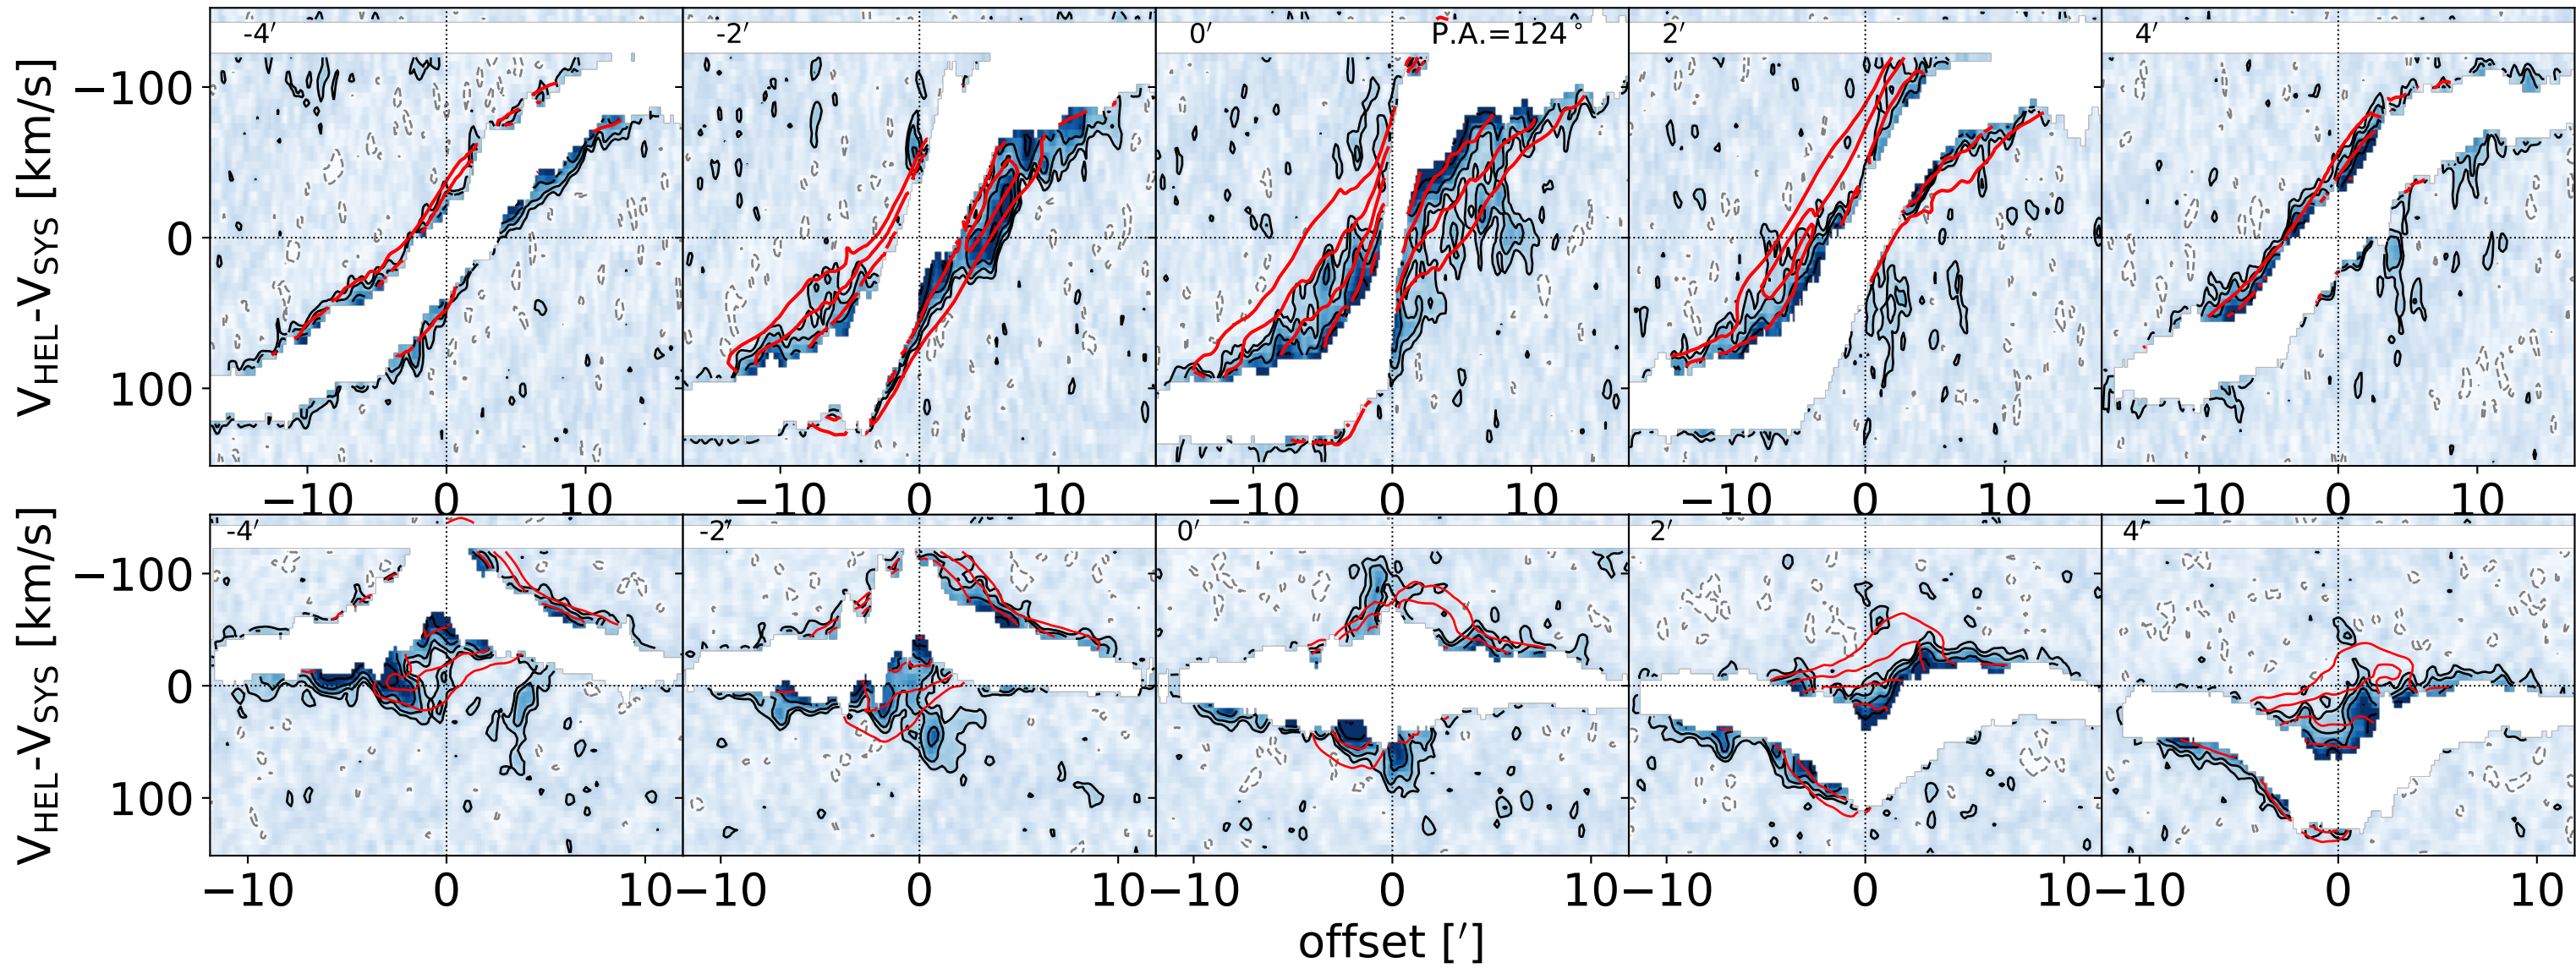 -4′ -2′ 0′ P.A.=124° 2′ 4′
V_HEL-V_SYS [km/s]
−100
0
100
−10 0 10 −10 0 10 −10 0 10 −10 0 10 −10 0 10
-4′ -2′ 0′ 2′ 4′
V_HEL-V_SYS [km/s]
−100
0
100
−10 0 10 −10 0 10 −10 0 10 −10 0 10 −10 0 10
offset [′]